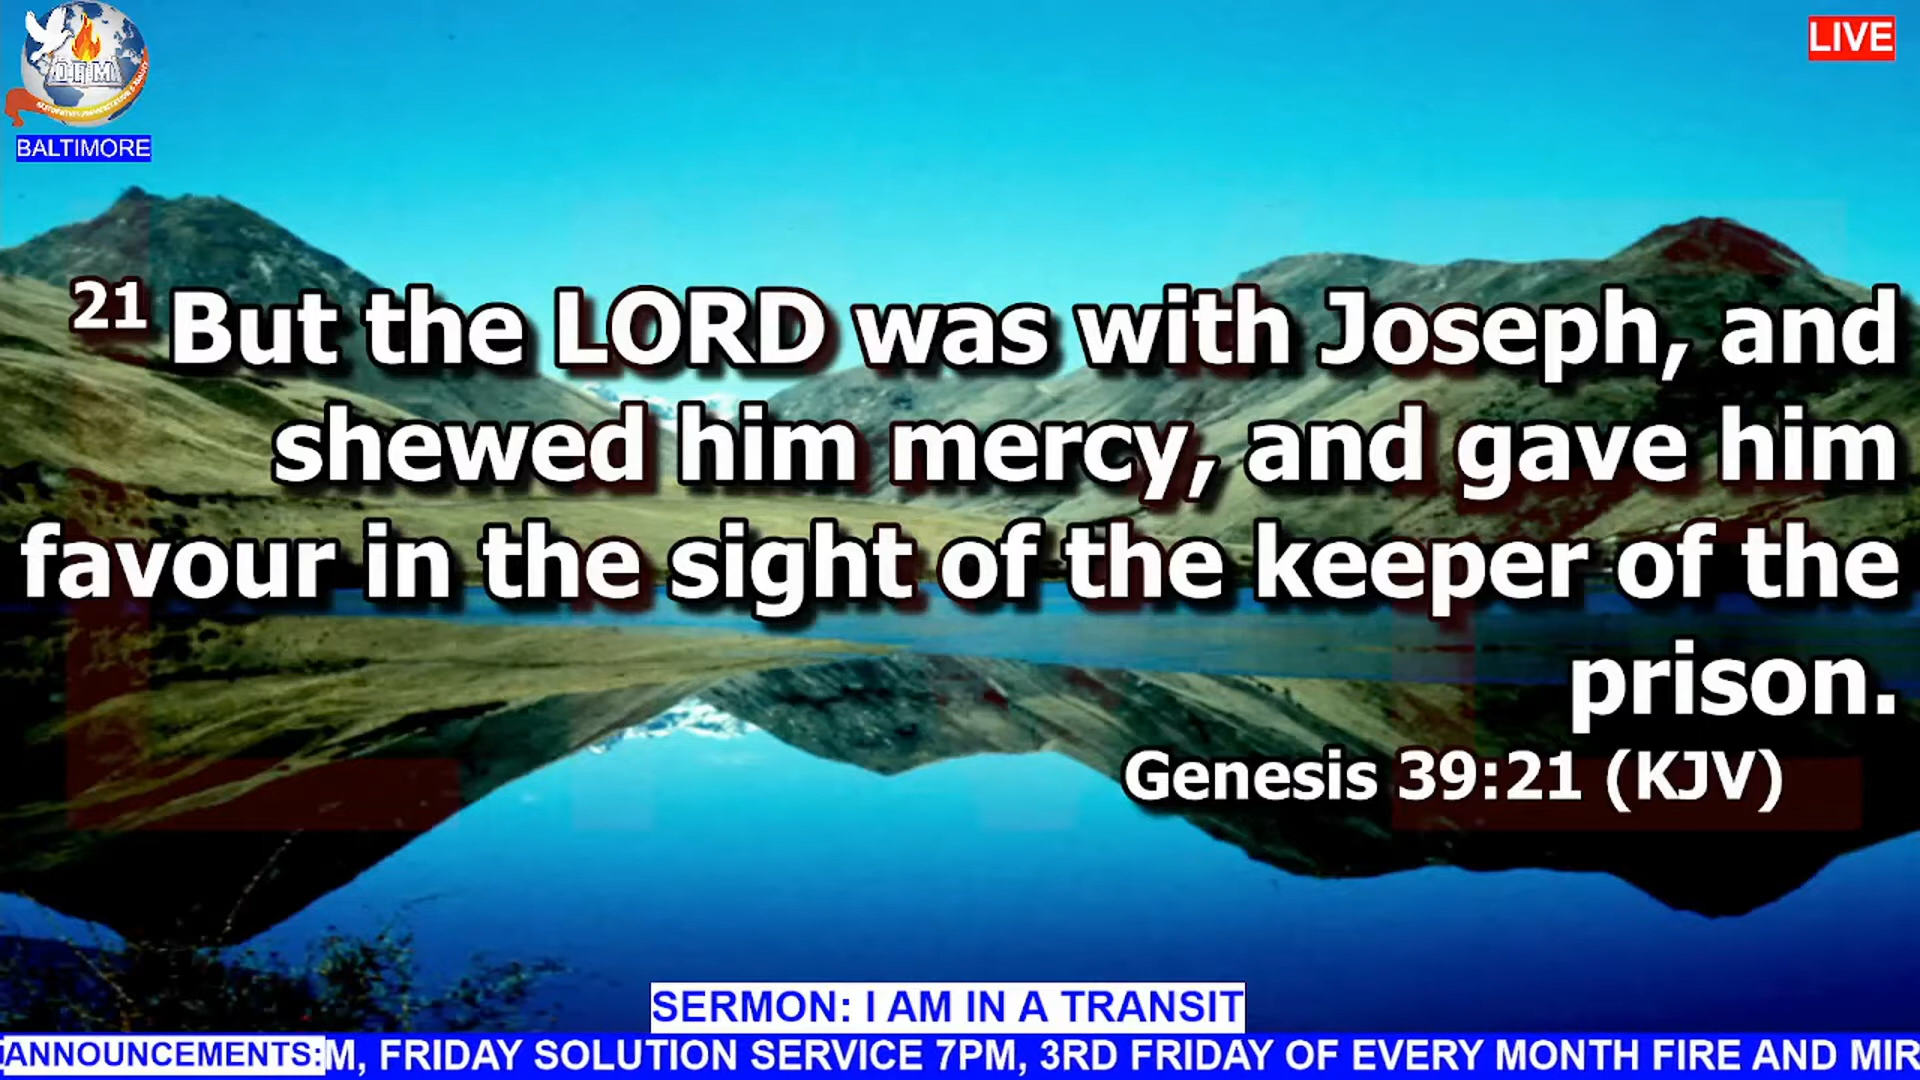 LIVE
BALTIMORE
21 But the LORD was with Joseph, and
shewed him mercy, and gave him
favour in the sight of the keeper of the
prison.
Genesis 39:21 (KJV)
SERMON: I AM IN A TRANSIT
ANNOUNCEMENTS:M, FRIDAY SOLUTION SERVICE 7PM, 3RD FRIDAY OF EVERY MONTH FIRE AND MIR